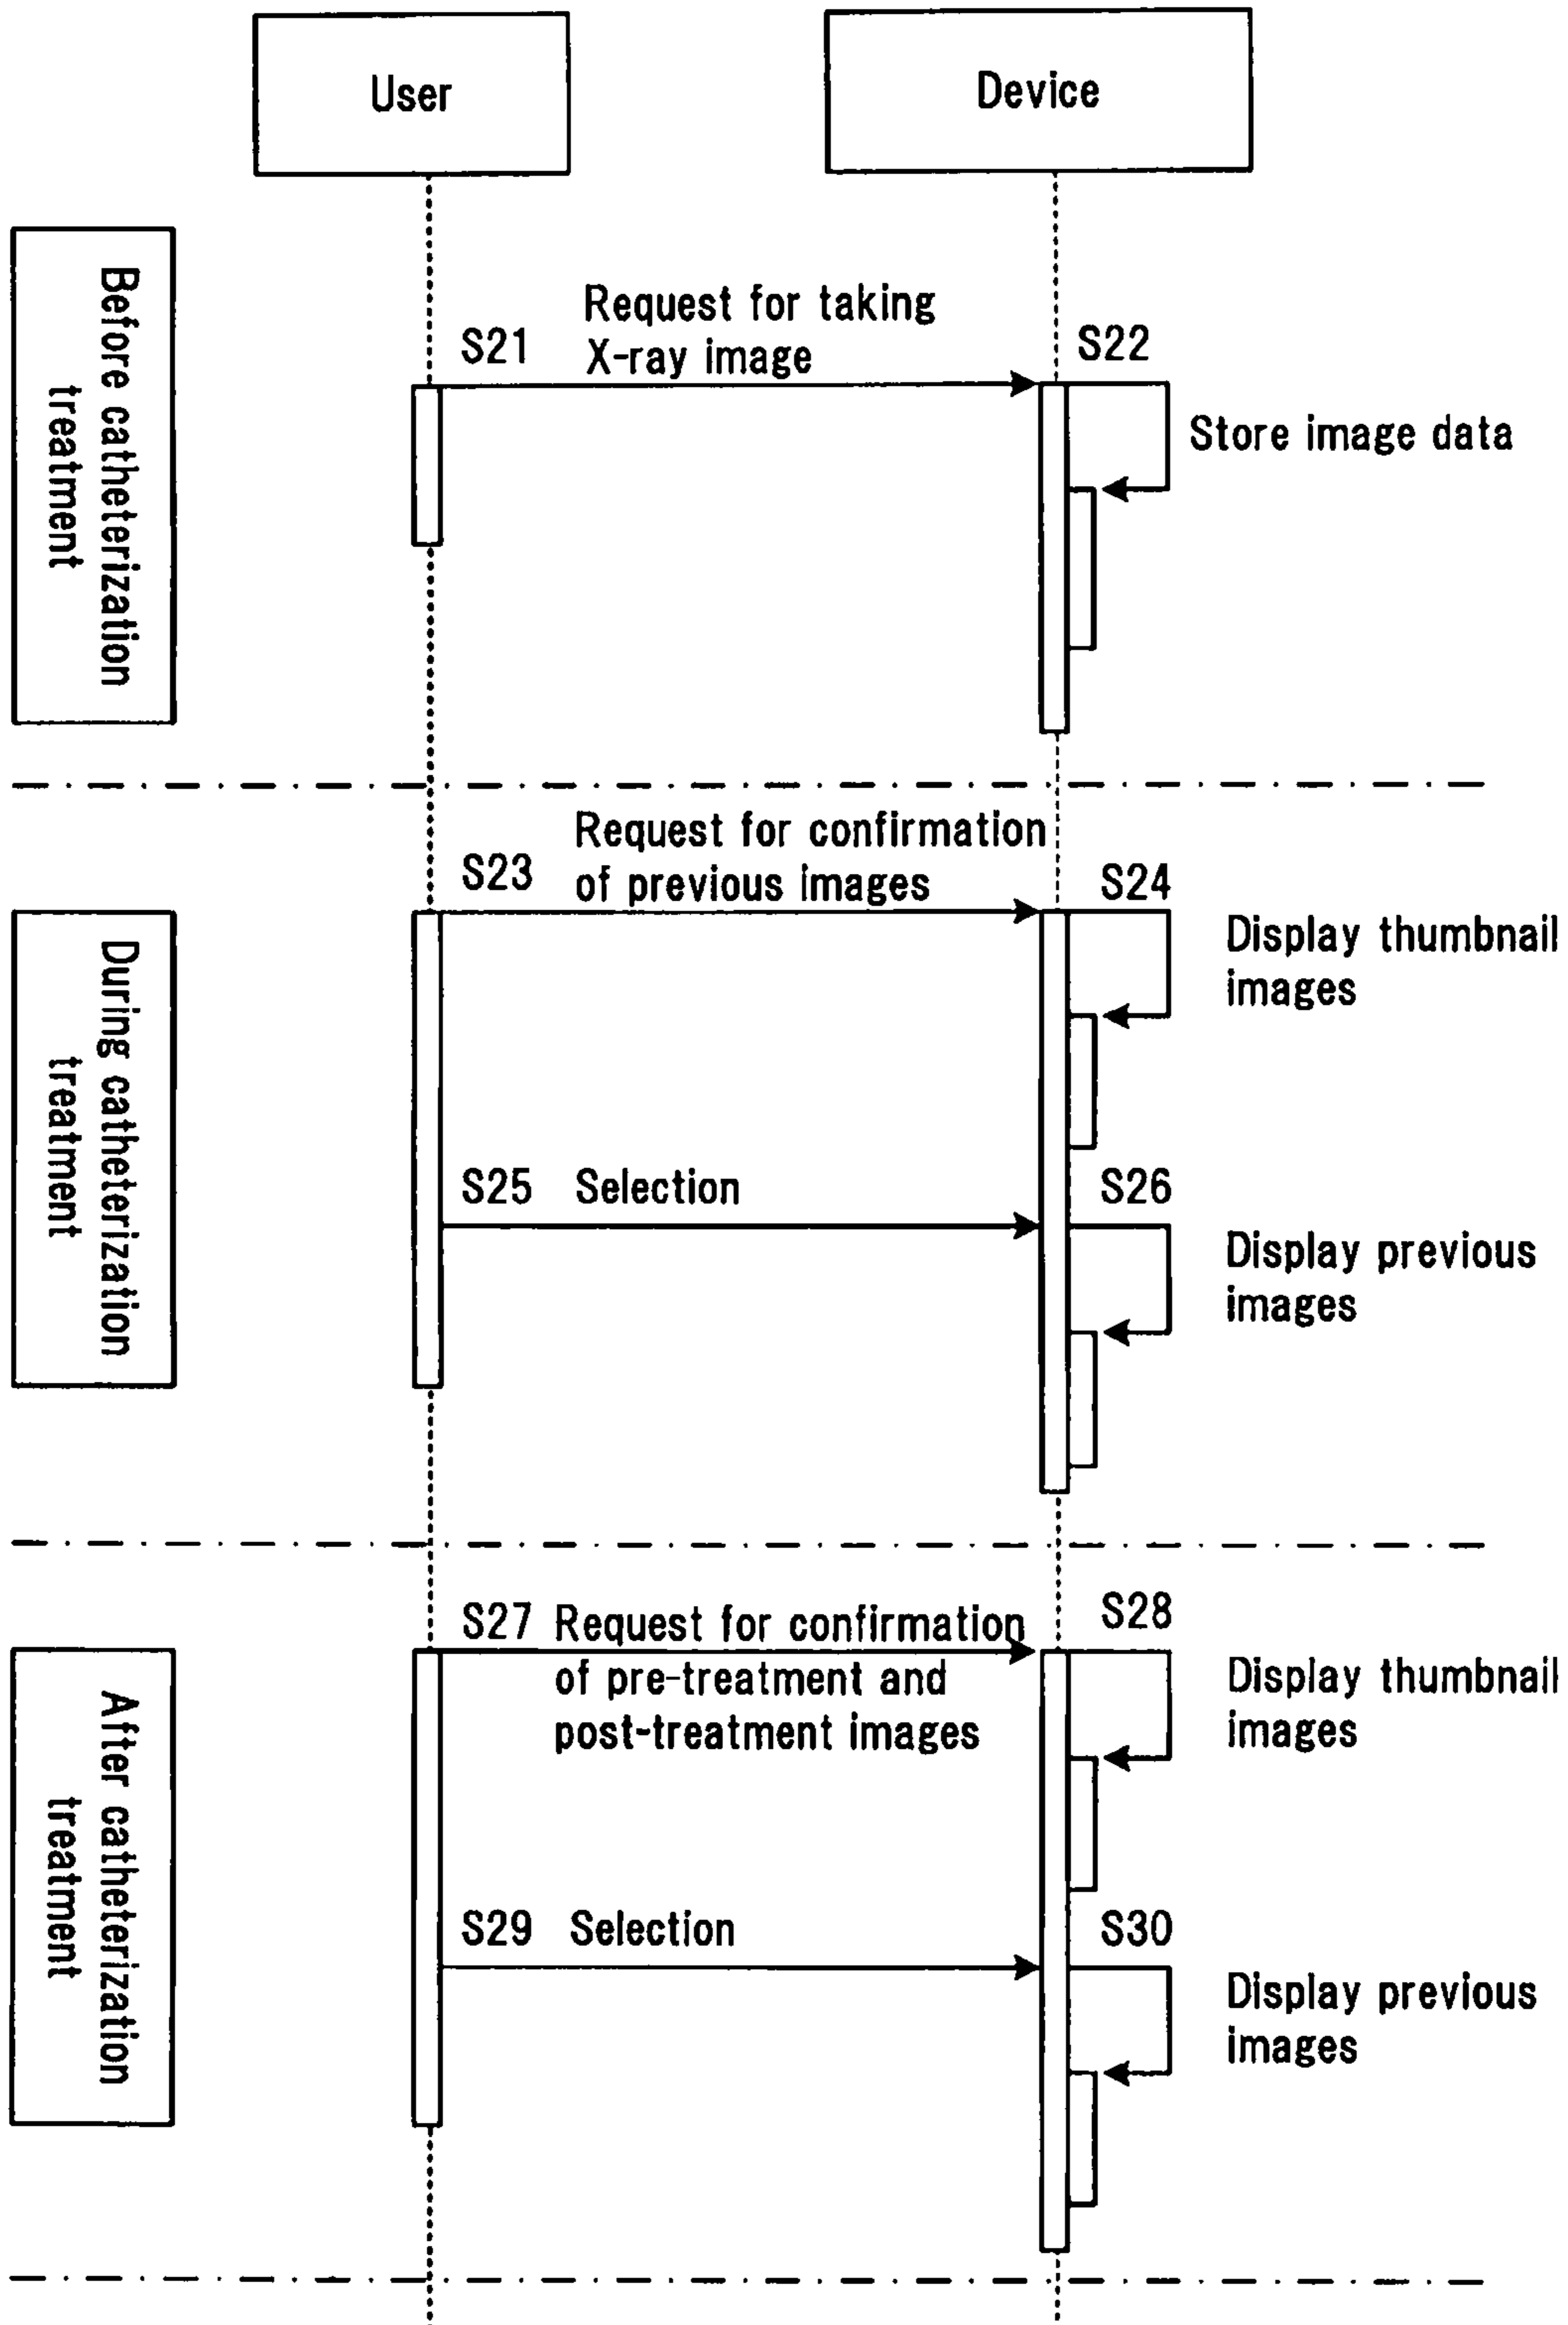 User
Device
Before catheterization
treatment
Request for taking
S21
X-ray image
S22
Store image data
Request for confirmation
S23
of previous images
S24
During catheterization
treatment
Display thumbnail
images
S25
Selection
S26
Display previous
images
S27
Request for confirmation
of pre-treatment and
post-treatment images
S28
After catheterization
treatment
Display thumbnail
images
S29
Selection
S30
Display previous
images